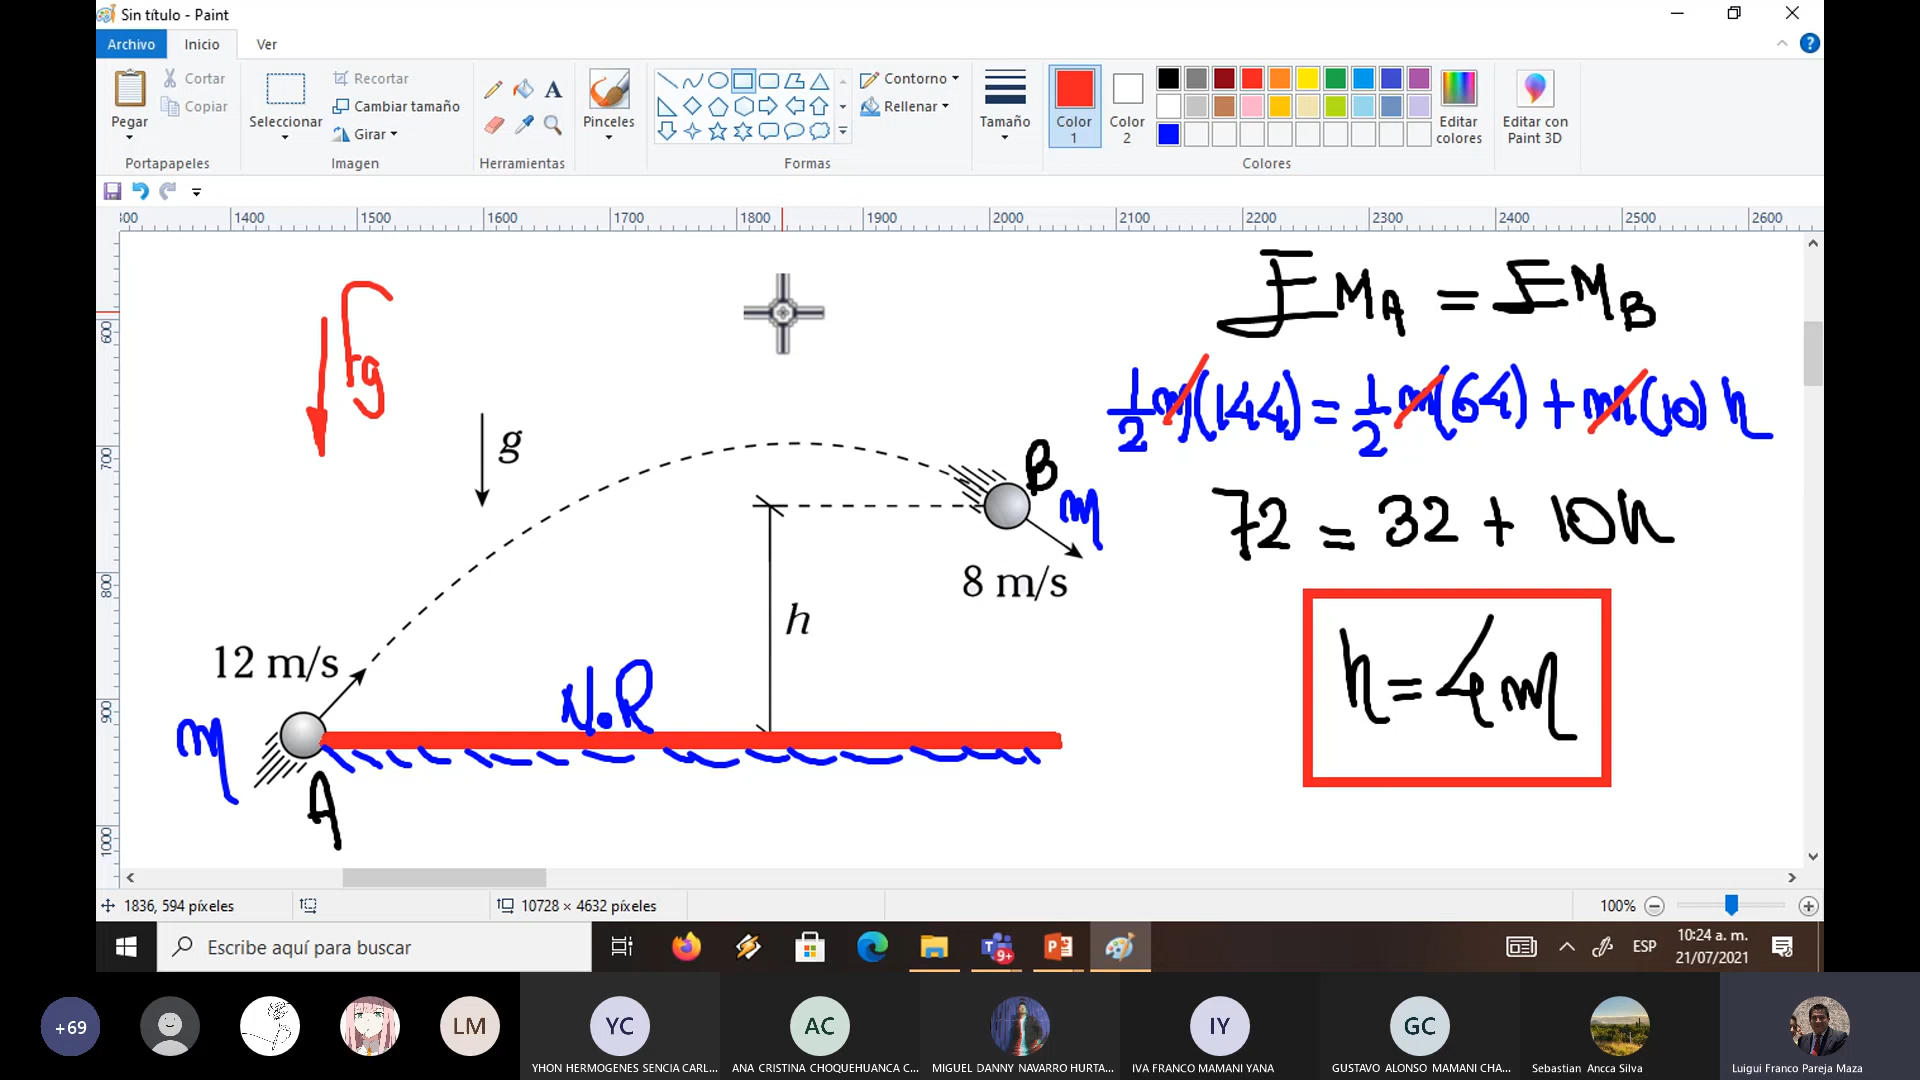 Sin título - Paint
Archivo Inicio Ver
Pegar
Cortar
Copiar
Portapapeles
Seleccionar
Recortar
Cambiar tamaño
Girar
Imagen
A
Herramientas
Pinceles
Contorno
Rellenar
Formas
Tamaño
Color 1
Color 2
Editar colores
Editar con Paint 3D
Colores
1400 1500 1600 1700 1800 1900 2000 2100 2200 2300 2400 2500 2600
600
700
800
900
1000
Fg
g
B
m
8 m/s
h
12 m/s
N.R
m
A
EMA = EMB
1/2 m(144) = 1/2 m(64) + m(10) h
72 = 32 + 10h
h = 4m
1836, 594 píxeles
10728 × 4632 píxeles
100%
Escribe aquí para buscar
9+
ESP
10:24 a. m.
21/07/2021
+69
LM
YC
AC
IY
GC
YHON HERMOGENES SENCIA CARL...
ANA CRISTINA CHOQUEHUANCA C...
MIGUEL DANNY NAVARRO HURTA...
IVA FRANCO MAMANI YANA
GUSTAVO ALONSO MAMANI CHA...
Sebastian Ancca Silva
Luigui Franco Pareja Maza